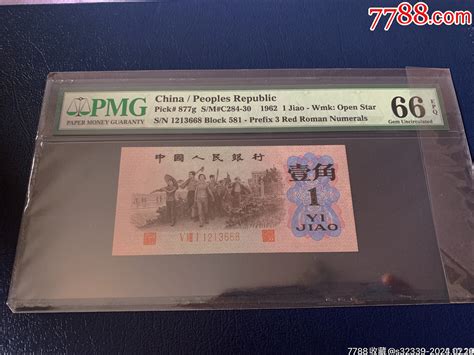 7788.com
PMG
PAPER MONEY GUARANTY
China / Peoples Republic
Pick# 877g S/M#C284-30 1962 1 Jiao - Wmk: Open Star
S/N 1213668 Block 581 - Prefix 3 Red Roman Numerals
66 EPQ
Gem Uncirculated
中國人民銀行
壹角
1
YI
JIAO
V Ⅷ I 1213668
7788收藏@s32339-2024.02.20